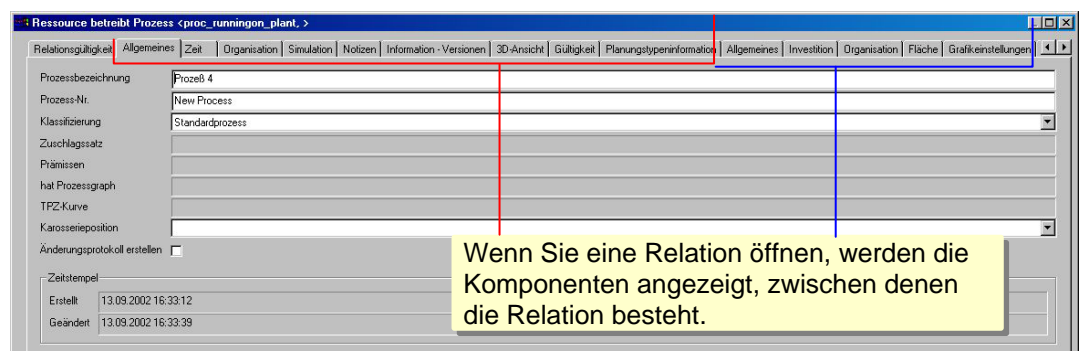 Ressource betreibt Prozess <proc_runningon_plant, >
Relationsgültigkeit Allgemeines Zeit Organisation Simulation Notizen Information - Versionen 3D-Ansicht Gültigkeit Planungstypeninformation Allgemeines Investition Organisation Fläche Grafikeinstellungen
Prozessbezeichnung Prozeß 4
Prozess-Nr. New Process
Klassifizierung Standardprozess
Zuschlagssatz
Prämissen
hat Prozessgraph
TPZ-Kurve
Karosserieposition
Änderungsprotokoll erstellen
Zeitstempel
Erstellt 13.09.2002 16:33:12
Geändert 13.09.2002 16:33:39
Wenn Sie eine Relation öffnen, werden die
Komponenten angezeigt, zwischen denen
die Relation besteht.